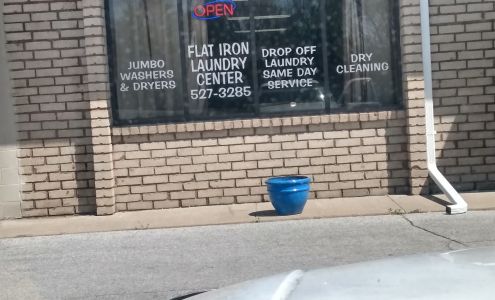 OPEN
JUMBO
WASHERS
& DRYERS
FLAT IRON
LAUNDRY
CENTER
527-3285
DROP OFF
LAUNDRY
SAME DAY
SERVICE
DRY
CLEANING